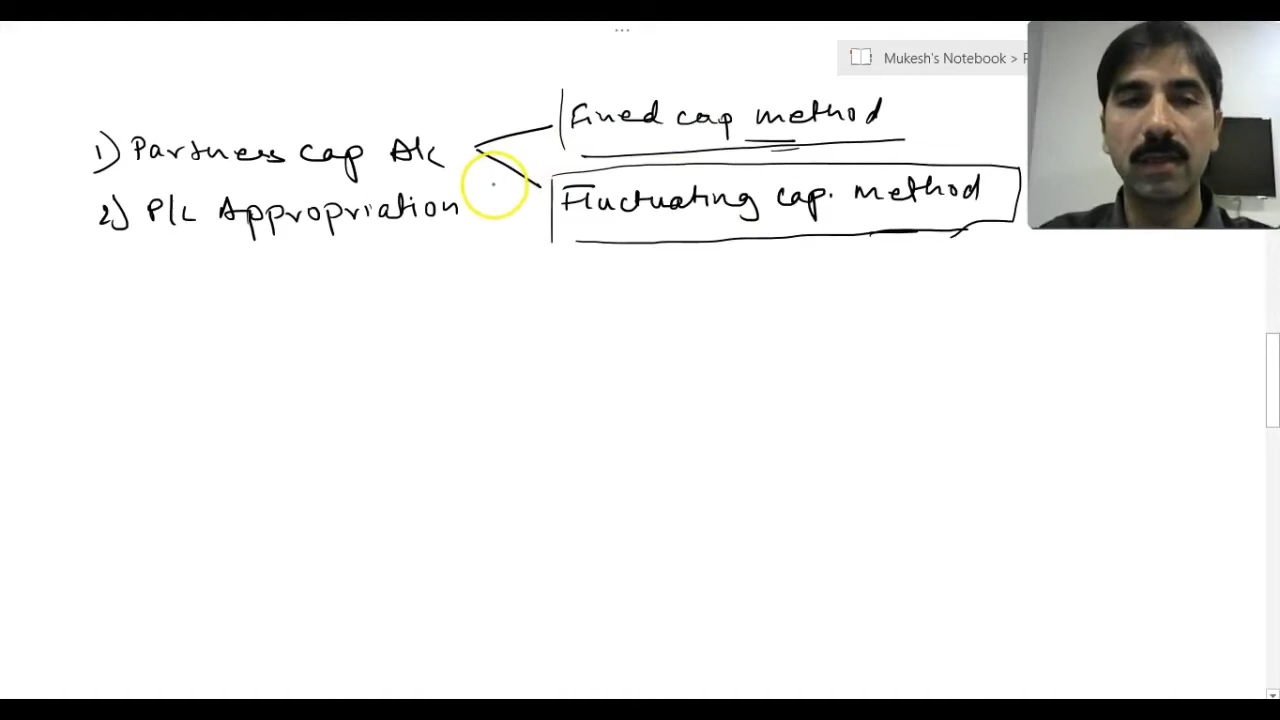 Mukesh's Notebook >
1) Partners cap A/c
Fixed cap method
2) P/L Appropriation
Fluctuating cap. method